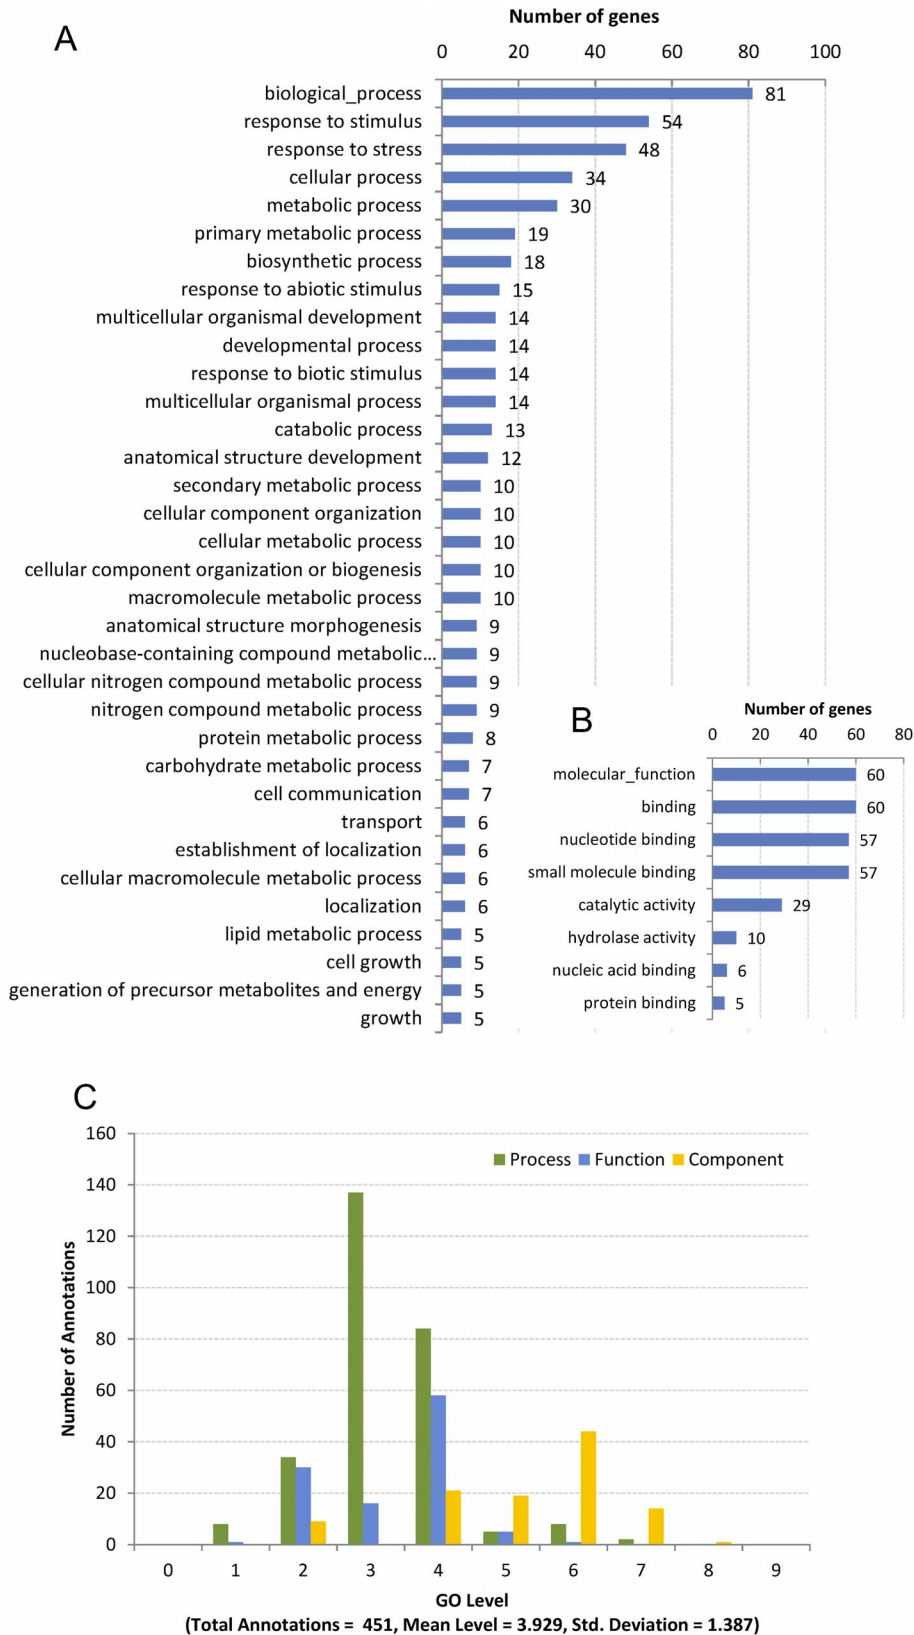 A
Number of genes
0 20 40 60 80 100
biological_process 81
response to stimulus 54
response to stress 48
cellular process 34
metabolic process 30
primary metabolic process 19
biosynthetic process 18
response to abiotic stimulus 15
multicellular organismal development 14
developmental process 14
response to biotic stimulus 14
multicellular organismal process 14
catabolic process 13
anatomical structure development 12
secondary metabolic process 10
cellular component organization 10
cellular metabolic process 10
cellular component organization or biogenesis 10
macromolecule metabolic process 10
anatomical structure morphogenesis 9
nucleobase-containing compound metabolic... 9
cellular nitrogen compound metabolic process 9
nitrogen compound metabolic process 9
protein metabolic process 8
carbohydrate metabolic process 7
cell communication 7
transport 6
establishment of localization 6
cellular macromolecule metabolic process 6
localization 6
lipid metabolic process 5
cell growth 5
generation of precursor metabolites and energy 5
growth 5
B
Number of genes
0 20 40 60 80
molecular_function 60
binding 60
nucleotide binding 57
small molecule binding 57
catalytic activity 29
hydrolase activity 10
nucleic acid binding 6
protein binding 5
C
Process Function Component
Number of Annotations
160
140
120
100
80
60
40
20
0
0 1 2 3 4 5 6 7 8 9
GO Level
(Total Annotations = 451, Mean Level = 3.929, Std. Deviation = 1.387)